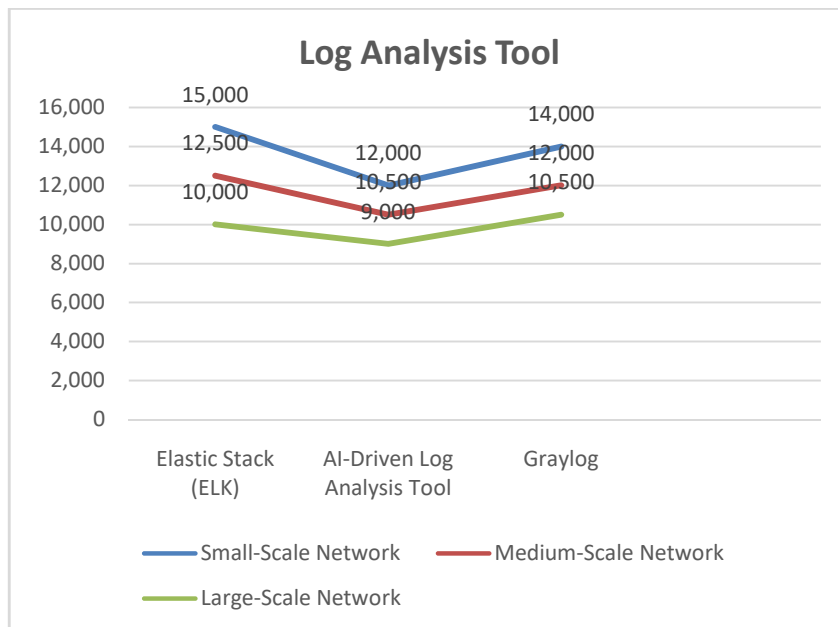 Log Analysis Tool
16,000
14,000
12,000
10,000
8,000
6,000
4,000
2,000
0
15,000
12,500
10,000
12,000
10,500
9,000
14,000
12,000
10,500
Elastic Stack
(ELK)
AI-Driven Log
Analysis Tool
Graylog
Small-Scale Network
Medium-Scale Network
Large-Scale Network